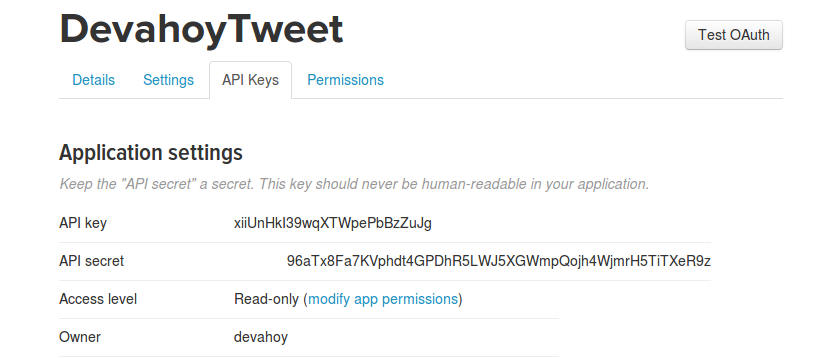 DevahoyTweet
Test OAuth
Details Settings API Keys Permissions
Application settings
Keep the "API secret" a secret. This key should never be human-readable in your application.
API key xiiUnHkI39wqXTWpePbBzZuJg
API secret 96aTx8Fa7KVphdt4GPDhR5LWJ5XGWmpQojh4WjmrH5TiTXeR9z
Access level Read-only (modify app permissions)
Owner devahoy